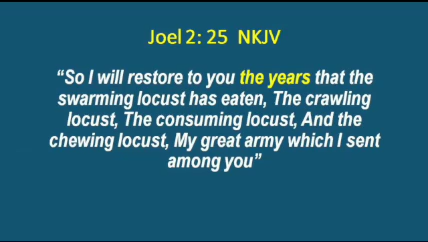 Joel 2: 25  NKJV
“So I will restore to you the years that the
swarming locust has eaten, The crawling
locust, The consuming locust, And the
chewing locust, My great army which I sent
among you”